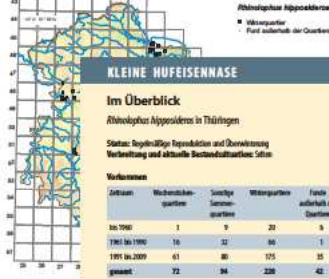 Rhinolophus hipposideros
Winterquartier
Fund außerhalb der Quartiere
KLEINE HUFEISENNASE
Im Überblick
Rhinolophus hipposideros in Thüringen
Status: Regelmäßige Reproduktion und Überwinterung
Verbreitung und aktuelle Bestandssituation: Selten
Vorkommen
Zeitraum Wochenstuben- quartiere Sonstige Sommer- quartiere Winterquartiere Funde außerhalb der Quartiere
bis 1960 1 9 20 6
1961 bis 1990 16 32 66 1
1991 bis 2009 61 80 175 35
gesamt 72 94 220 42